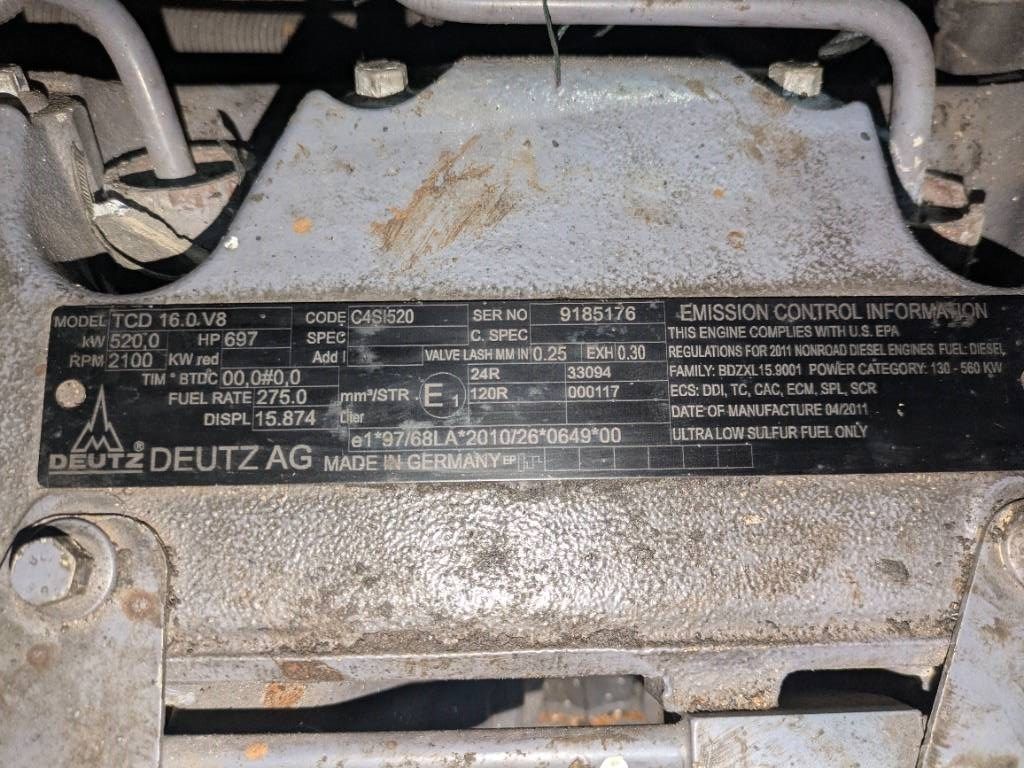 MODEL TCD 16.0 V8 CODE C4SI520 SER NO 9185176
kW 520,0 HP 697 SPEC C. SPEC
RPM 2100 KW red Add I VALVE LASH MM IN 0.25 EXH 0.30
TIM ° BTDC 00,0#0,0 24R 33094
FUEL RATE 275.0 mm³/STR E1 120R 000117
DISPL 15.874
e1*97/68LA*2010/26*0649*00
DEUTZ® DEUTZ AG MADE IN GERMANY EP
EMISSION CONTROL INFORMATION
THIS ENGINE COMPLIES WITH U.S. EPA
REGULATIONS FOR 2011 NONROAD DIESEL ENGINES. FUEL: DIESEL
FAMILY: BDZXL15.9001 POWER CATEGORY: 130 - 560 KW
ECS: DDI, TC, CAC, ECM, SPL, SCR
DATE OF MANUFACTURE 04/2011
ULTRA LOW SULFUR FUEL ONLY